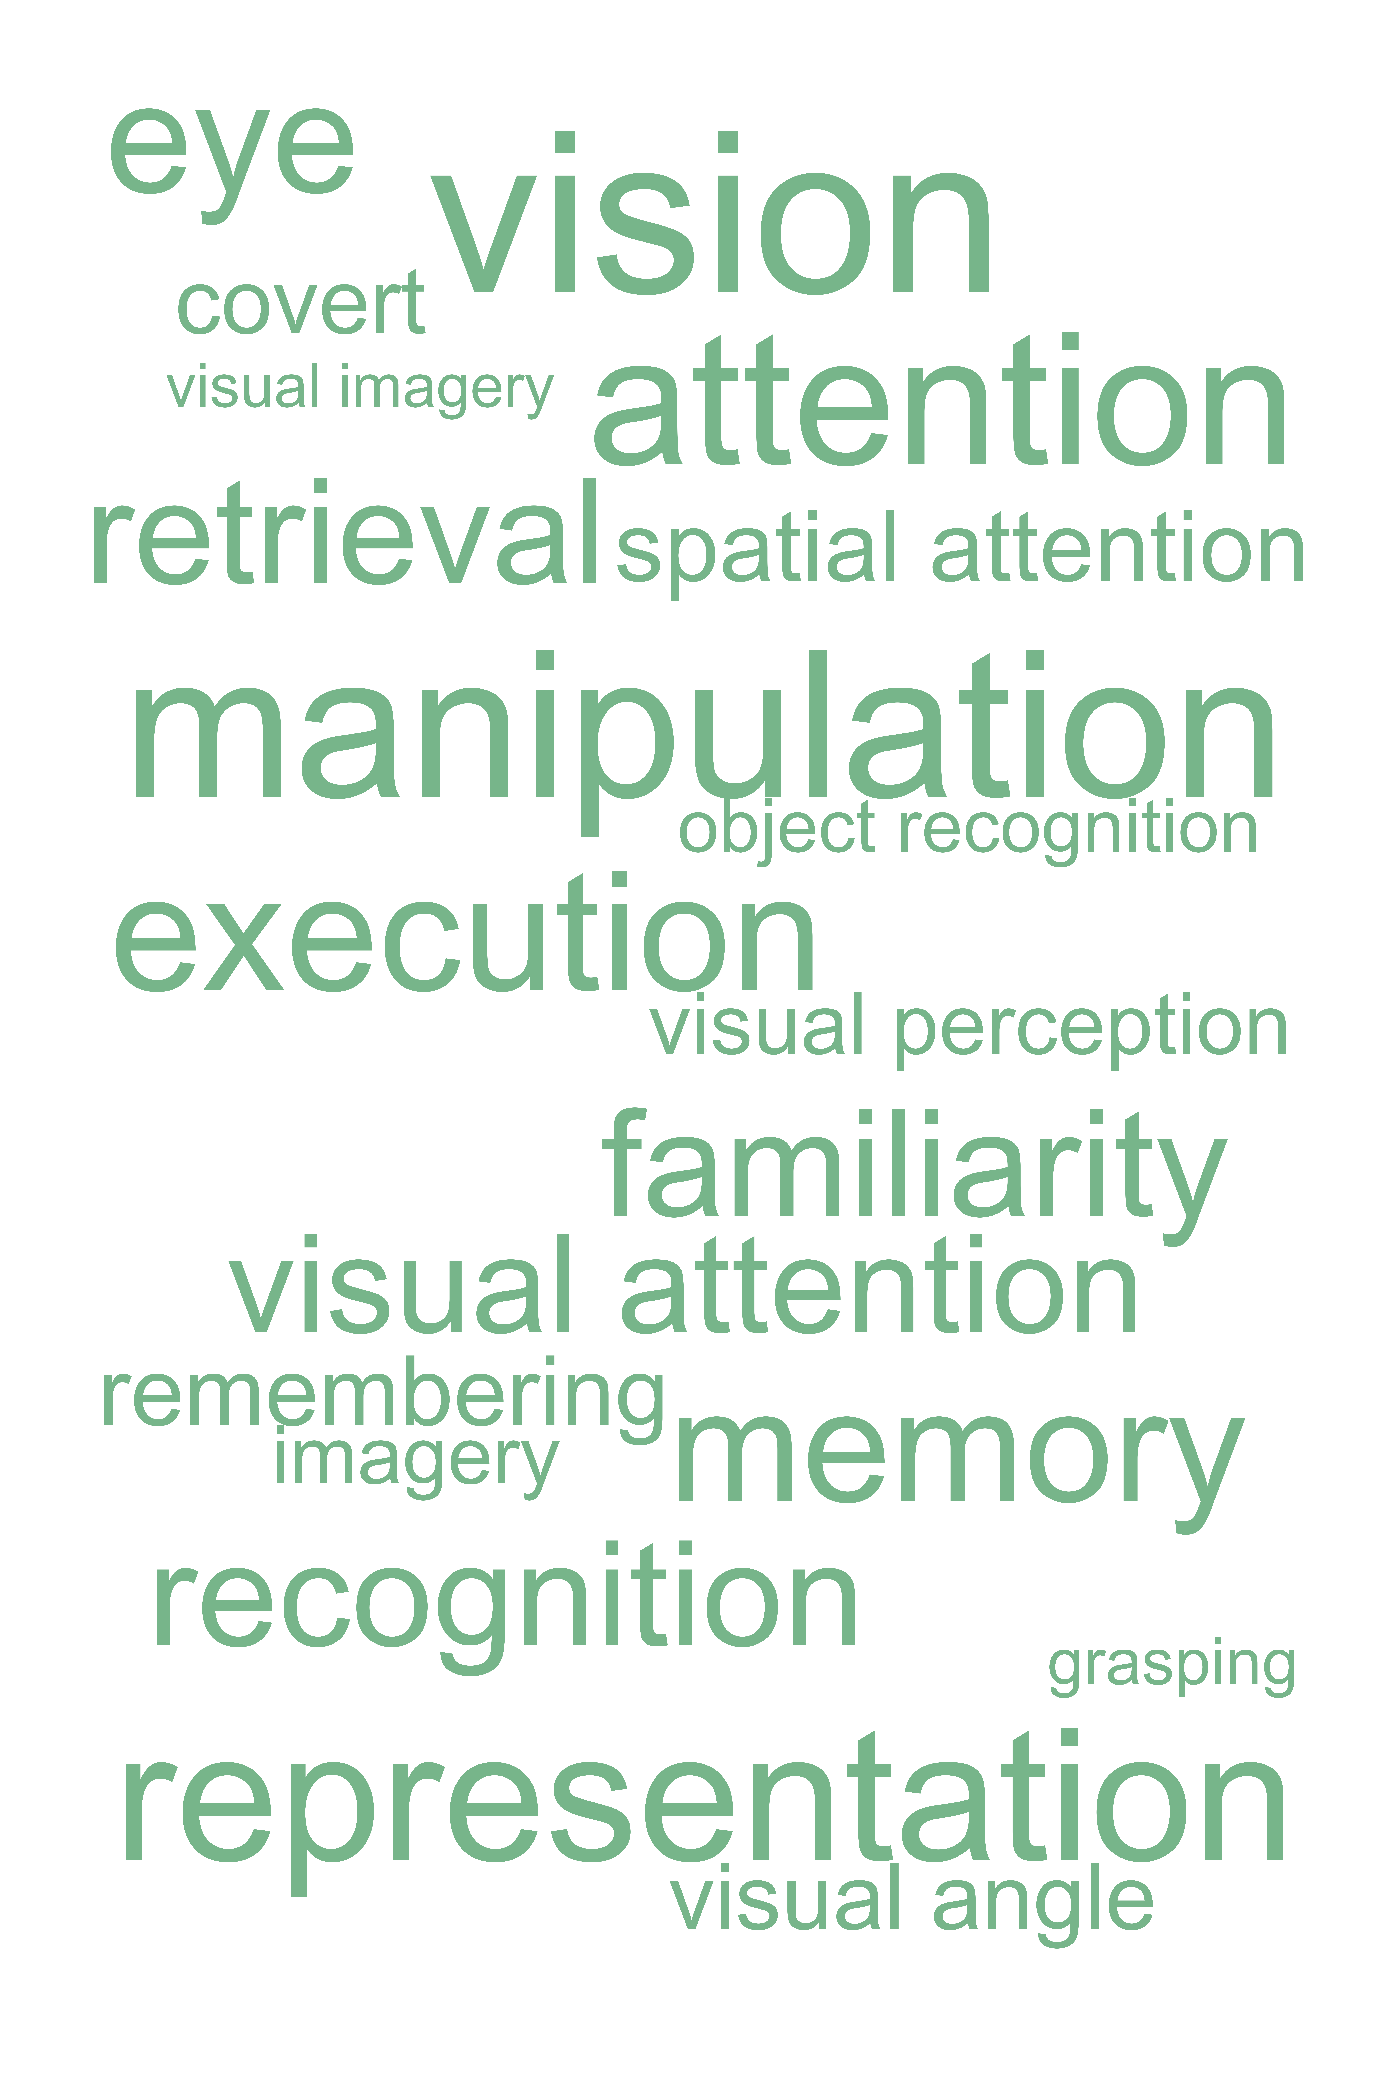 eye
vision
covert
visual imagery
attention
retrieval
spatial attention
manipulation
object recognition
execution
visual perception
familiarity
visual attention
remembering
imagery
memory
recognition
grasping
representation
visual angle